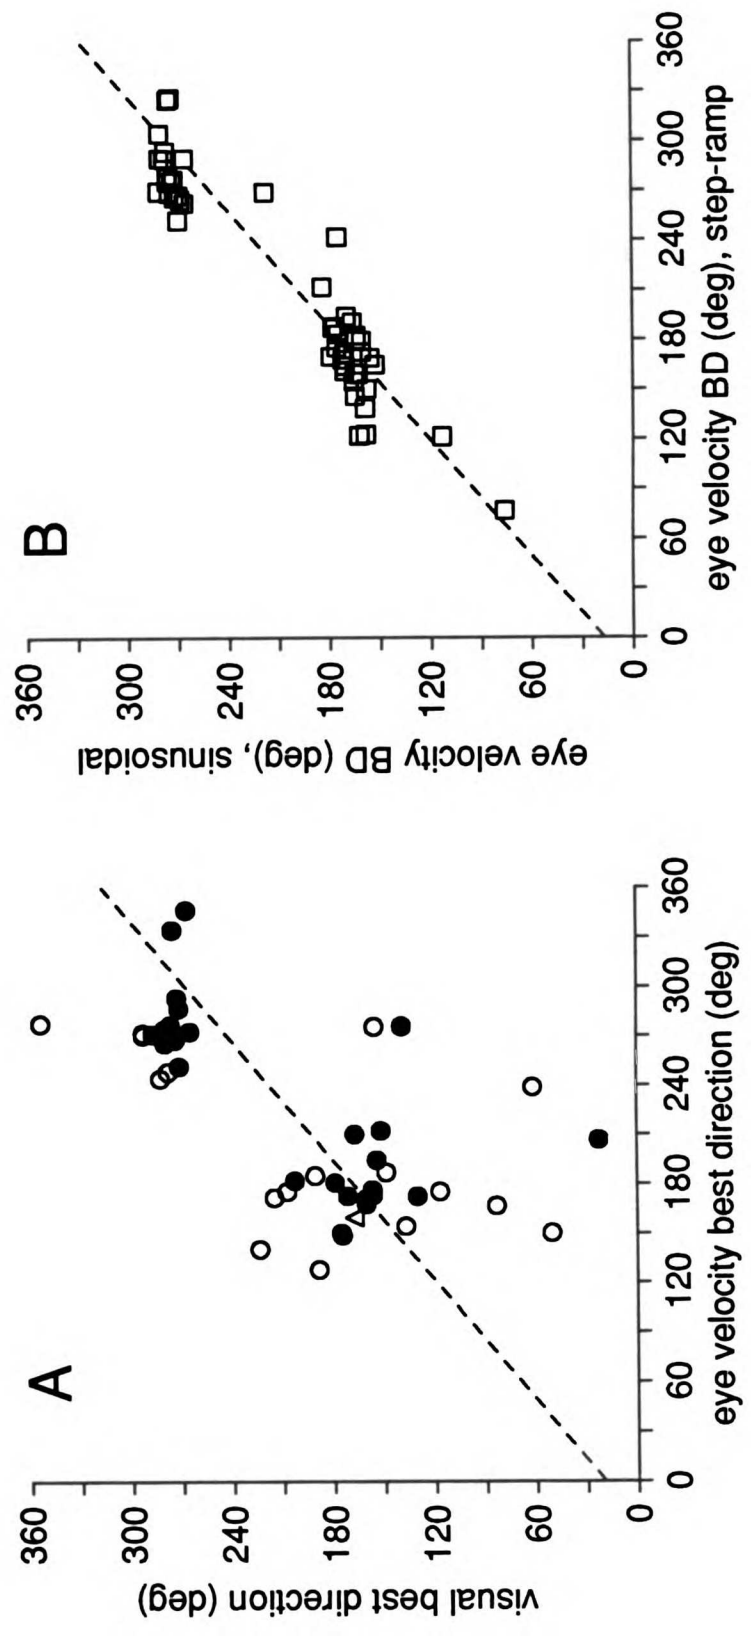 A
visual best direction (deg)
360
300
240
180
120
60
0
0 60 120 180 240 300 360
eye velocity best direction (deg)
B
eye velocity BD (deg), sinusoidal
360
300
240
180
120
60
0
0 60 120 180 240 300 360
eye velocity BD (deg), step-ramp